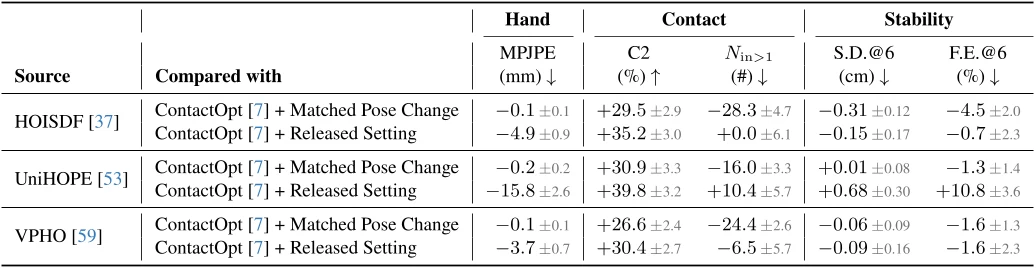 Hand Contact Stability
MPJPE C2 N_in>1 S.D.@6 F.E.@6
Source Compared with (mm) ↓ (%) ↑ (#) ↓ (cm) ↓ (%) ↓
HOISDF [37]
ContactOpt [7] + Matched Pose Change −0.1 ±0.1 +29.5 ±2.9 −28.3 ±4.7 −0.31 ±0.12 −4.5 ±2.0
ContactOpt [7] + Released Setting −4.9 ±0.9 +35.2 ±3.0 +0.0 ±6.1 −0.15 ±0.17 −0.7 ±2.3
UniHOPE [53]
ContactOpt [7] + Matched Pose Change −0.2 ±0.2 +30.9 ±3.3 −16.0 ±3.3 +0.01 ±0.08 −1.3 ±1.4
ContactOpt [7] + Released Setting −15.8 ±2.6 +39.8 ±3.2 +10.4 ±5.7 +0.68 ±0.30 +10.8 ±3.6
VPHO [59]
ContactOpt [7] + Matched Pose Change −0.1 ±0.1 +26.6 ±2.4 −24.4 ±2.6 −0.06 ±0.09 −1.6 ±1.3
ContactOpt [7] + Released Setting −3.7 ±0.7 +30.4 ±2.7 −6.5 ±5.7 −0.09 ±0.16 −1.6 ±2.3